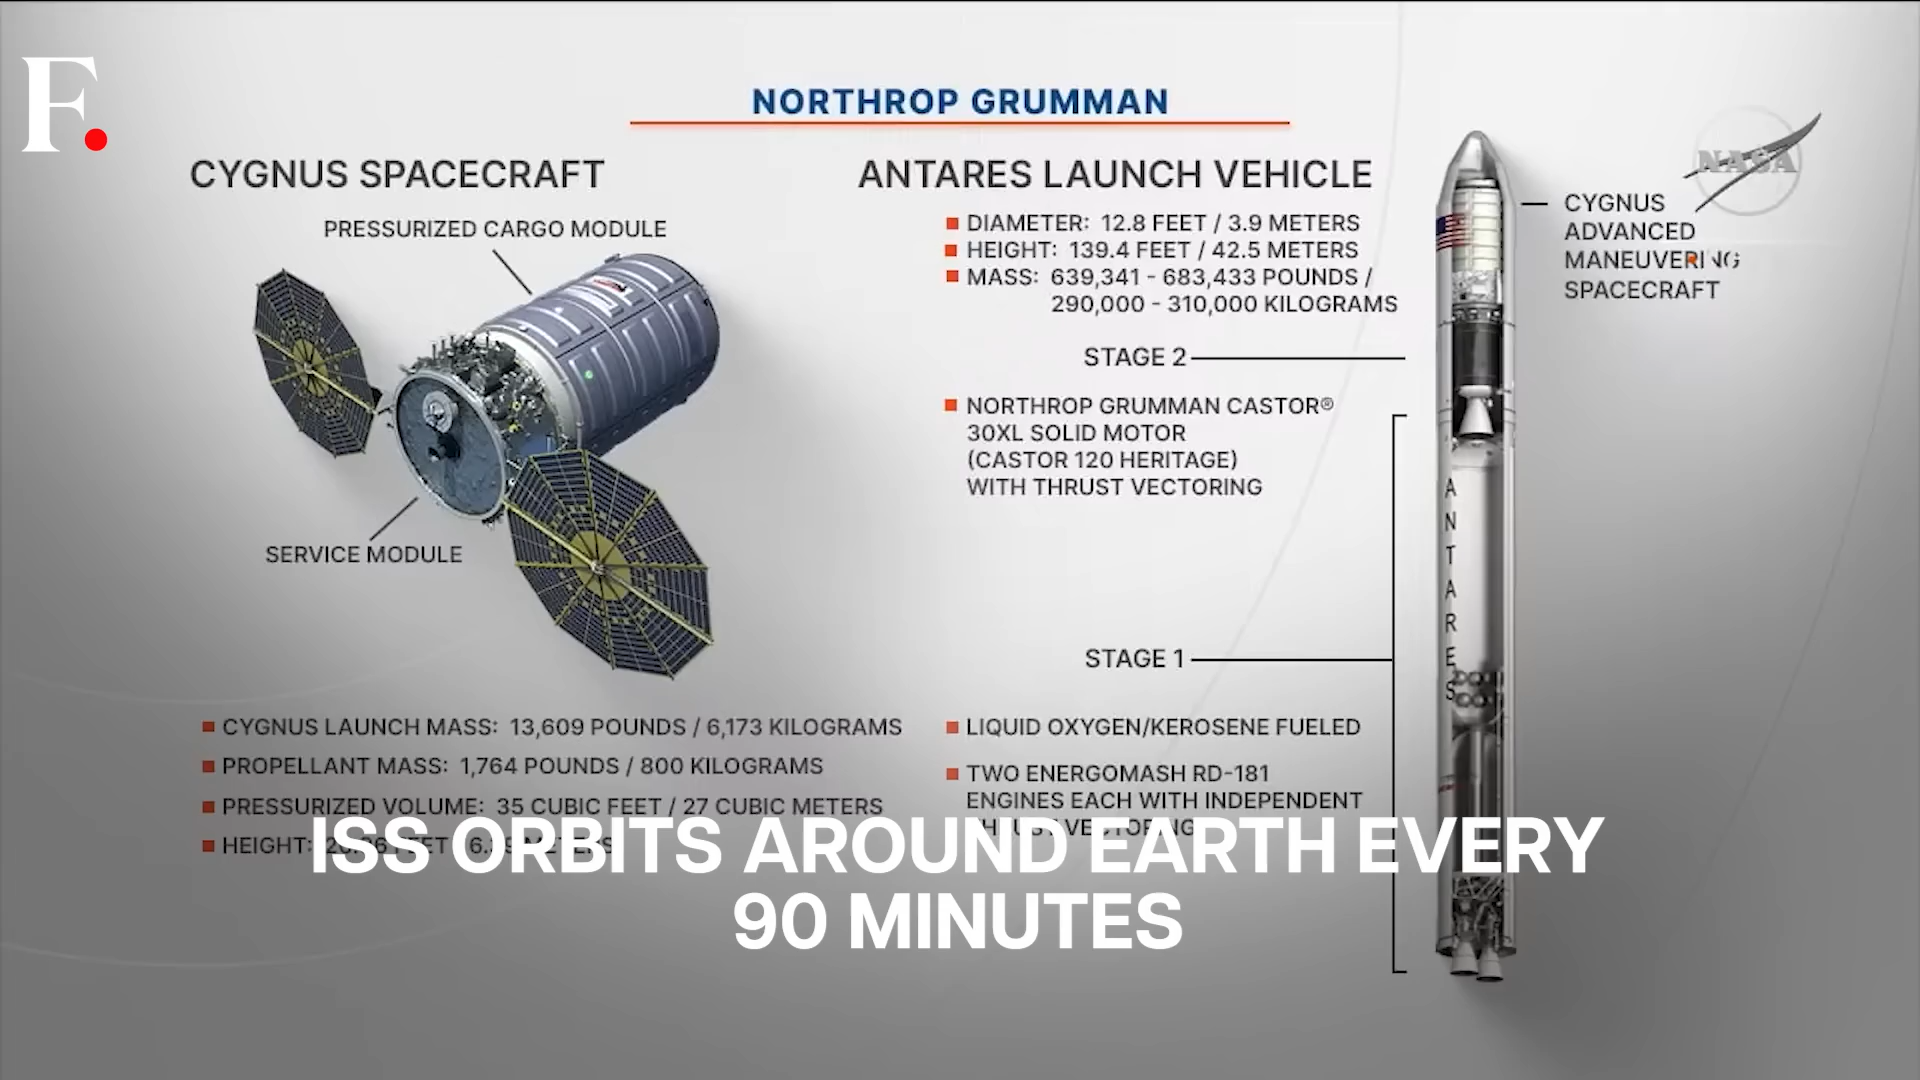 F.
NORTHROP GRUMMAN
NASA
CYGNUS SPACECRAFT
PRESSURIZED CARGO MODULE
SERVICE MODULE
CYGNUS LAUNCH MASS: 13,609 POUNDS / 6,173 KILOGRAMS
PROPELLANT MASS: 1,764 POUNDS / 800 KILOGRAMS
PRESSURIZED VOLUME: 35 CUBIC FEET / 27 CUBIC METERS
HEIGHT:
ANTARES LAUNCH VEHICLE
DIAMETER: 12.8 FEET / 3.9 METERS
HEIGHT: 139.4 FEET / 42.5 METERS
MASS: 639,341 - 683,433 POUNDS /
290,000 - 310,000 KILOGRAMS
STAGE 2
NORTHROP GRUMMAN CASTOR®
30XL SOLID MOTOR
(CASTOR 120 HERITAGE)
WITH THRUST VECTORING
STAGE 1
LIQUID OXYGEN/KEROSENE FUELED
TWO ENERGOMASH RD-181
ENGINES EACH WITH INDEPENDENT
THRUST VECTORING
CYGNUS
ADVANCED
MANEUVERING
SPACECRAFT
ANTARES
ISS ORBITS AROUND EARTH EVERY
90 MINUTES